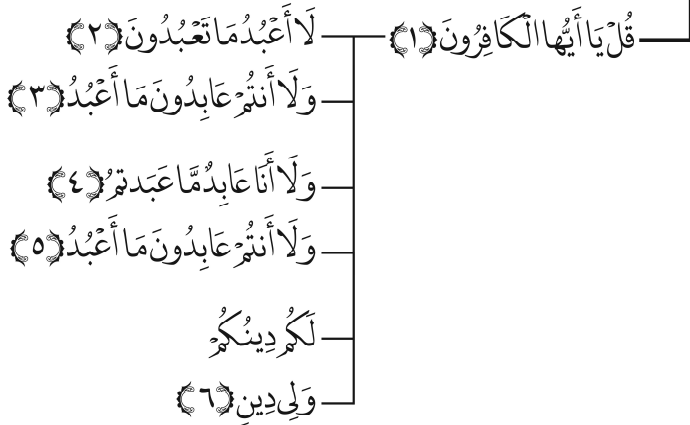 قُلْ يَا أَيُّهَا الْكَافِرُونَ ﴿١﴾
لَا أَعْبُدُ مَا تَعْبُدُونَ ﴿٢﴾
وَلَا أَنتُمْ عَابِدُونَ مَا أَعْبُدُ ﴿٣﴾
وَلَا أَنَا عَابِدٌ مَّا عَبَدتُمْ ﴿٤﴾
وَلَا أَنتُمْ عَابِدُونَ مَا أَعْبُدُ ﴿٥﴾
لَكُمْ دِينُكُمْ
وَلِى دِينِ ﴿٦﴾